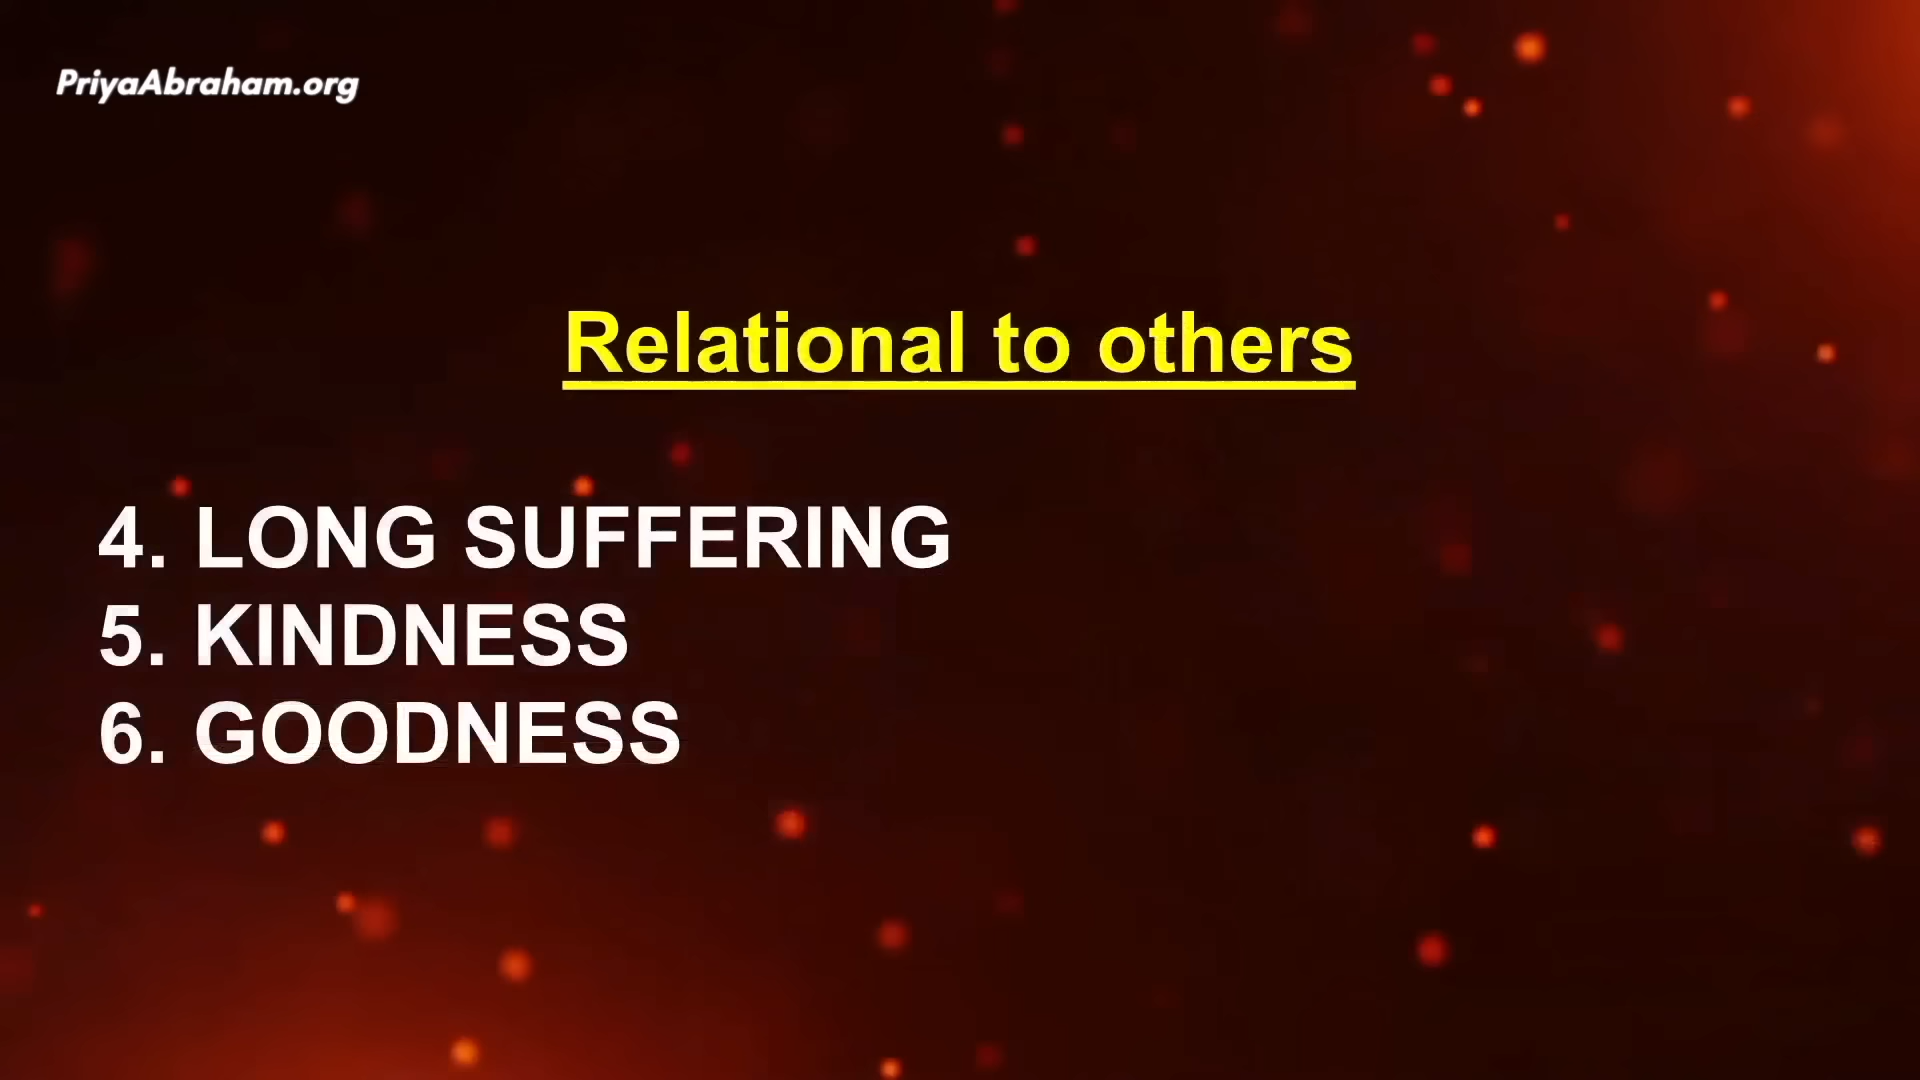 PriyaAbraham.org
Relational to others
4. LONG SUFFERING
5. KINDNESS
6. GOODNESS